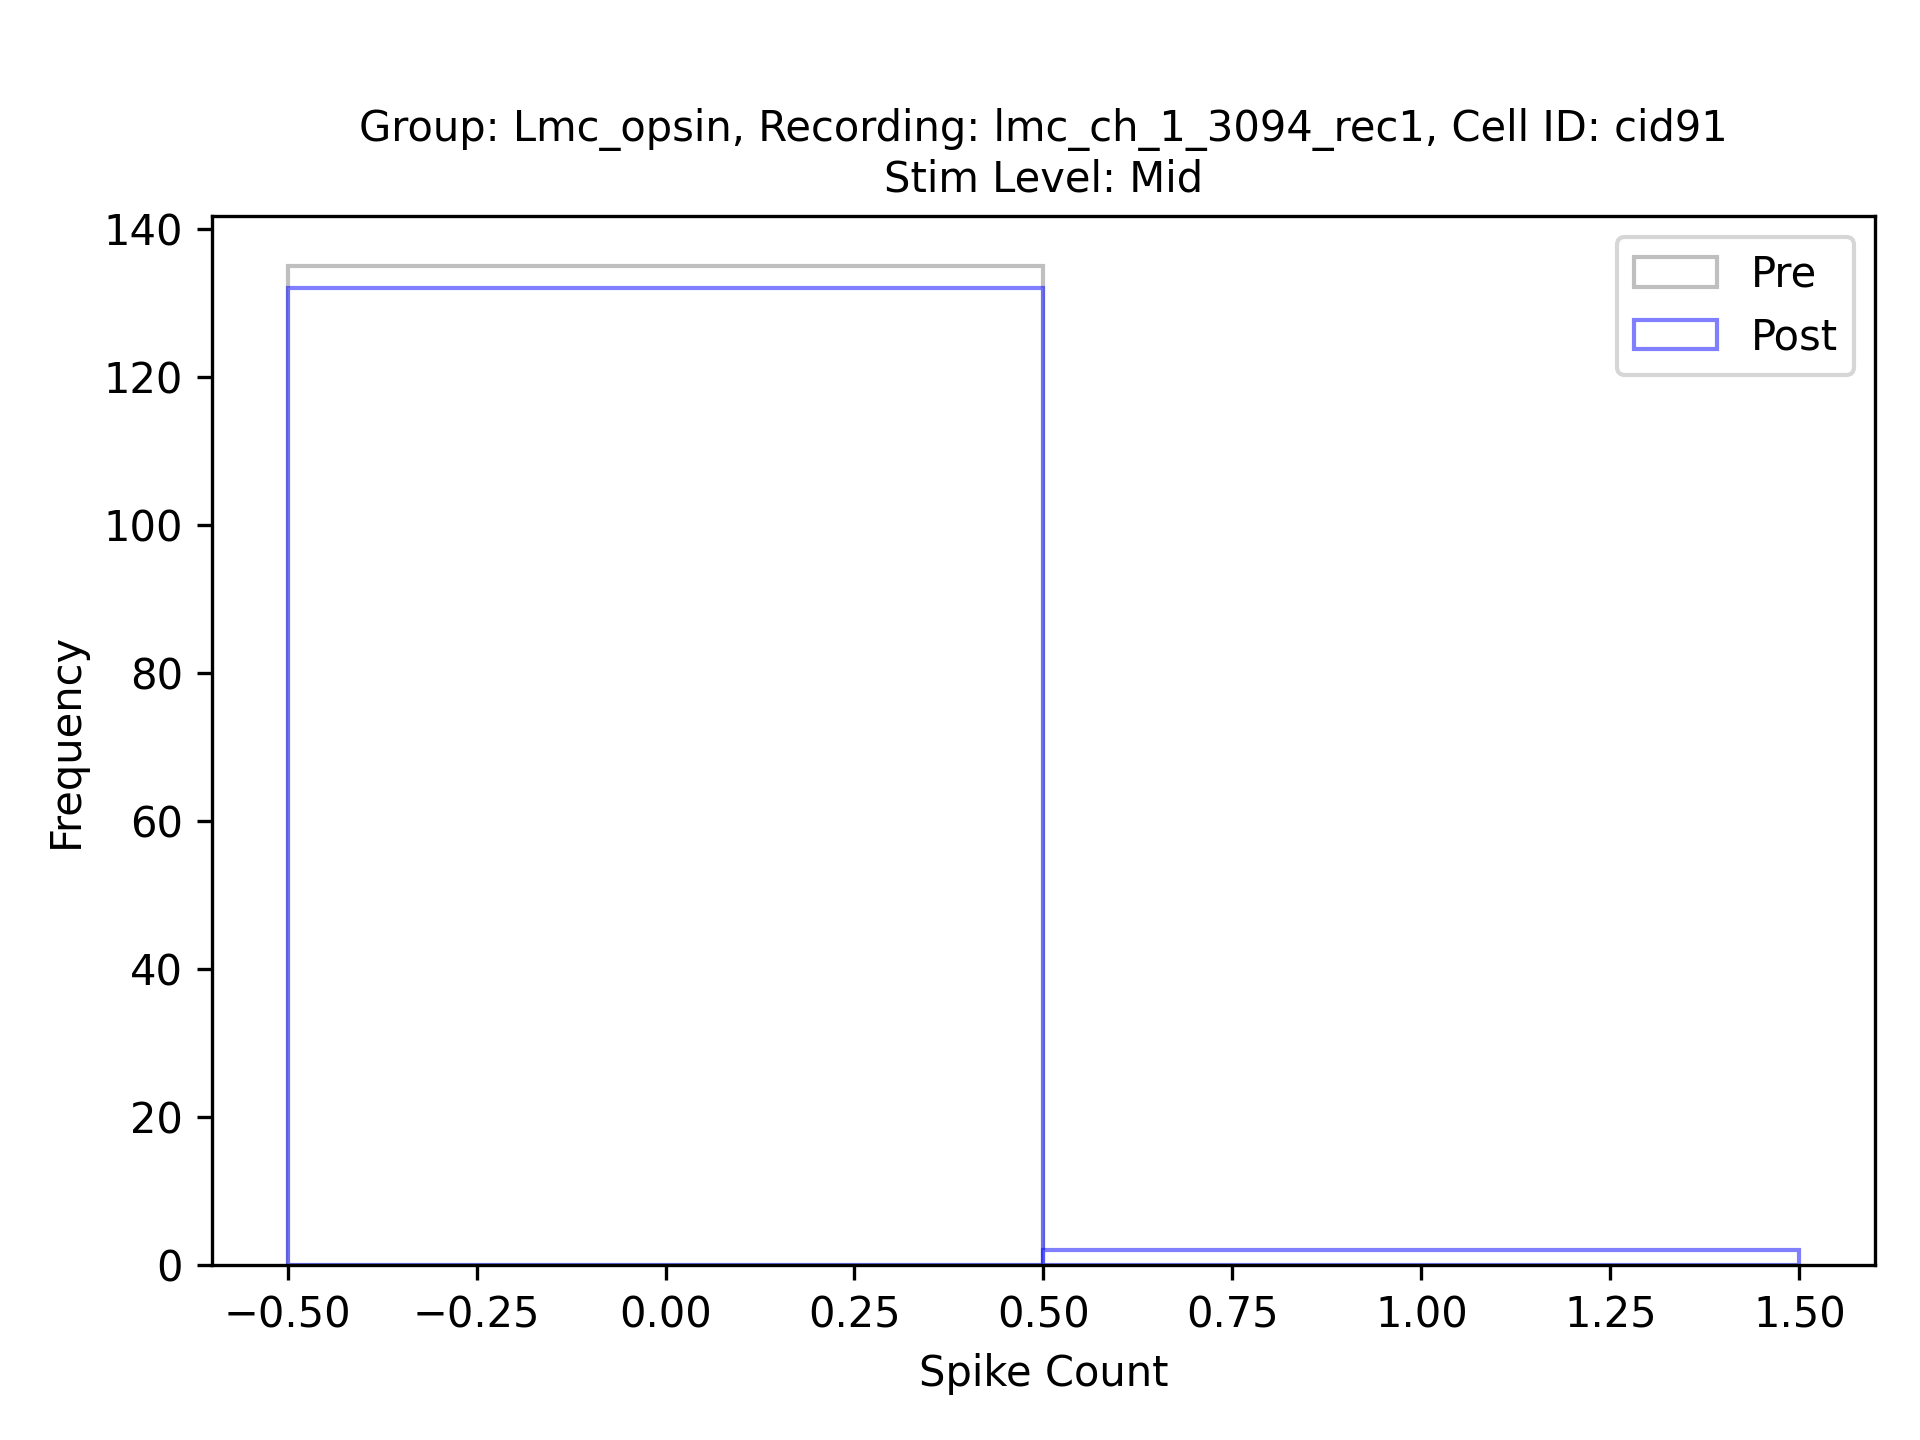 Group: Lmc_opsin, Recording: lmc_ch_1_3094_rec1, Cell ID: cid91
Stim Level: Mid
140
120
100
80
60
40
20
0
Frequency
Pre
Post
−0.50 −0.25 0.00 0.25 0.50 0.75 1.00 1.25 1.50
Spike Count